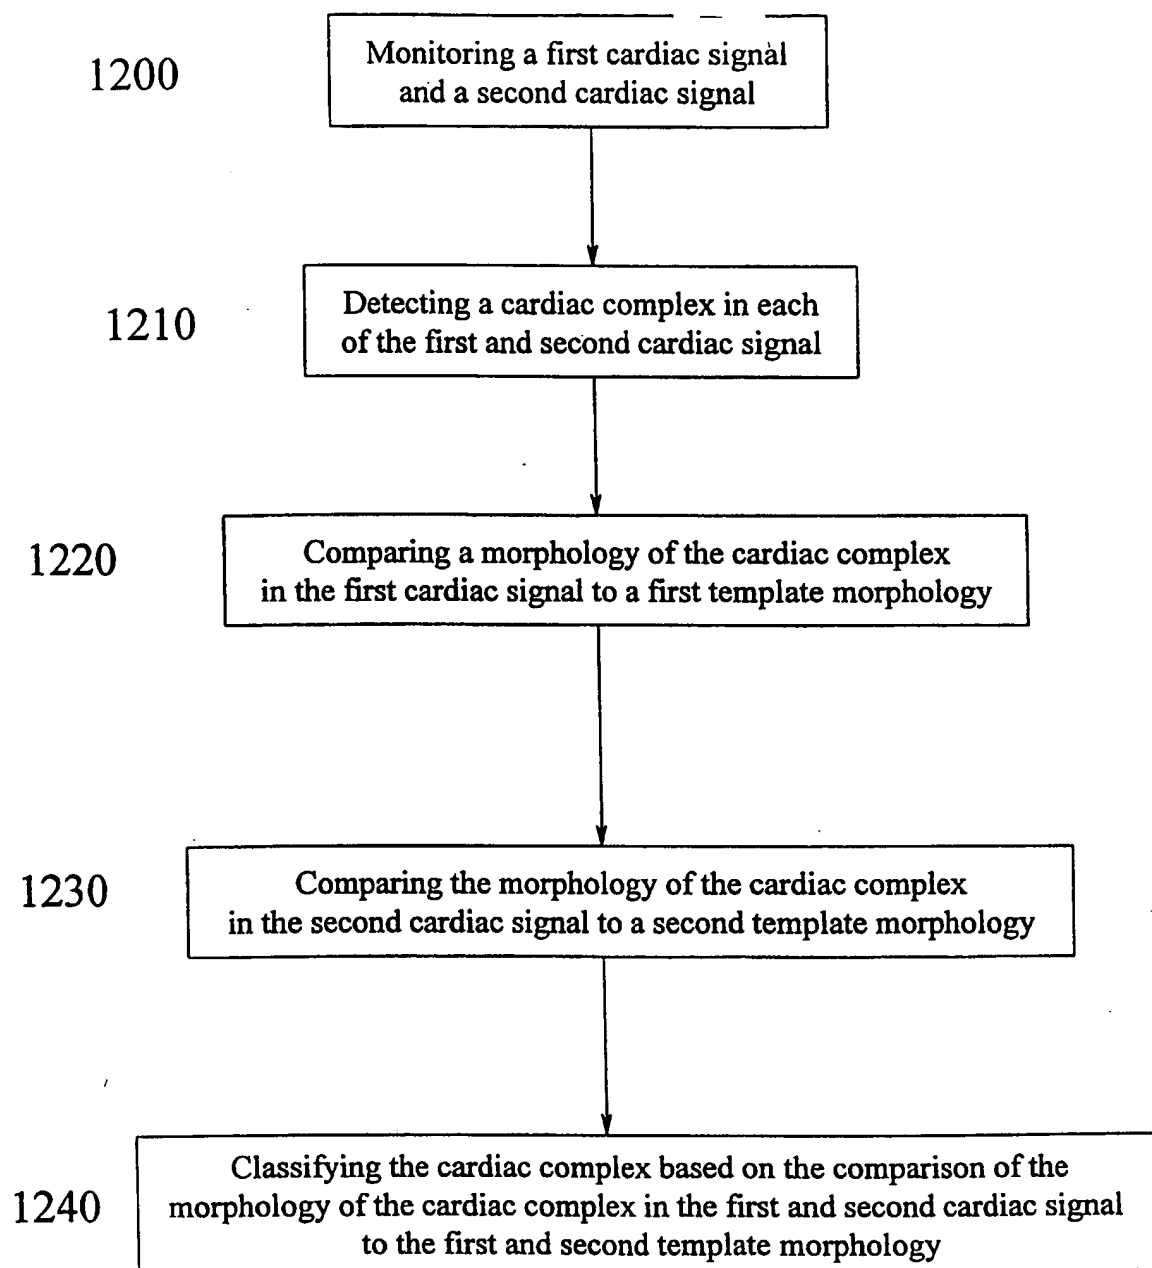 1200
Monitoring a first cardiac signal
and a second cardiac signal
1210
Detecting a cardiac complex in each
of the first and second cardiac signal
1220
Comparing a morphology of the cardiac complex
in the first cardiac signal to a first template morphology
1230
Comparing the morphology of the cardiac complex
in the second cardiac signal to a second template morphology
1240
Classifying the cardiac complex based on the comparison of the
morphology of the cardiac complex in the first and second cardiac signal
to the first and second template morphology